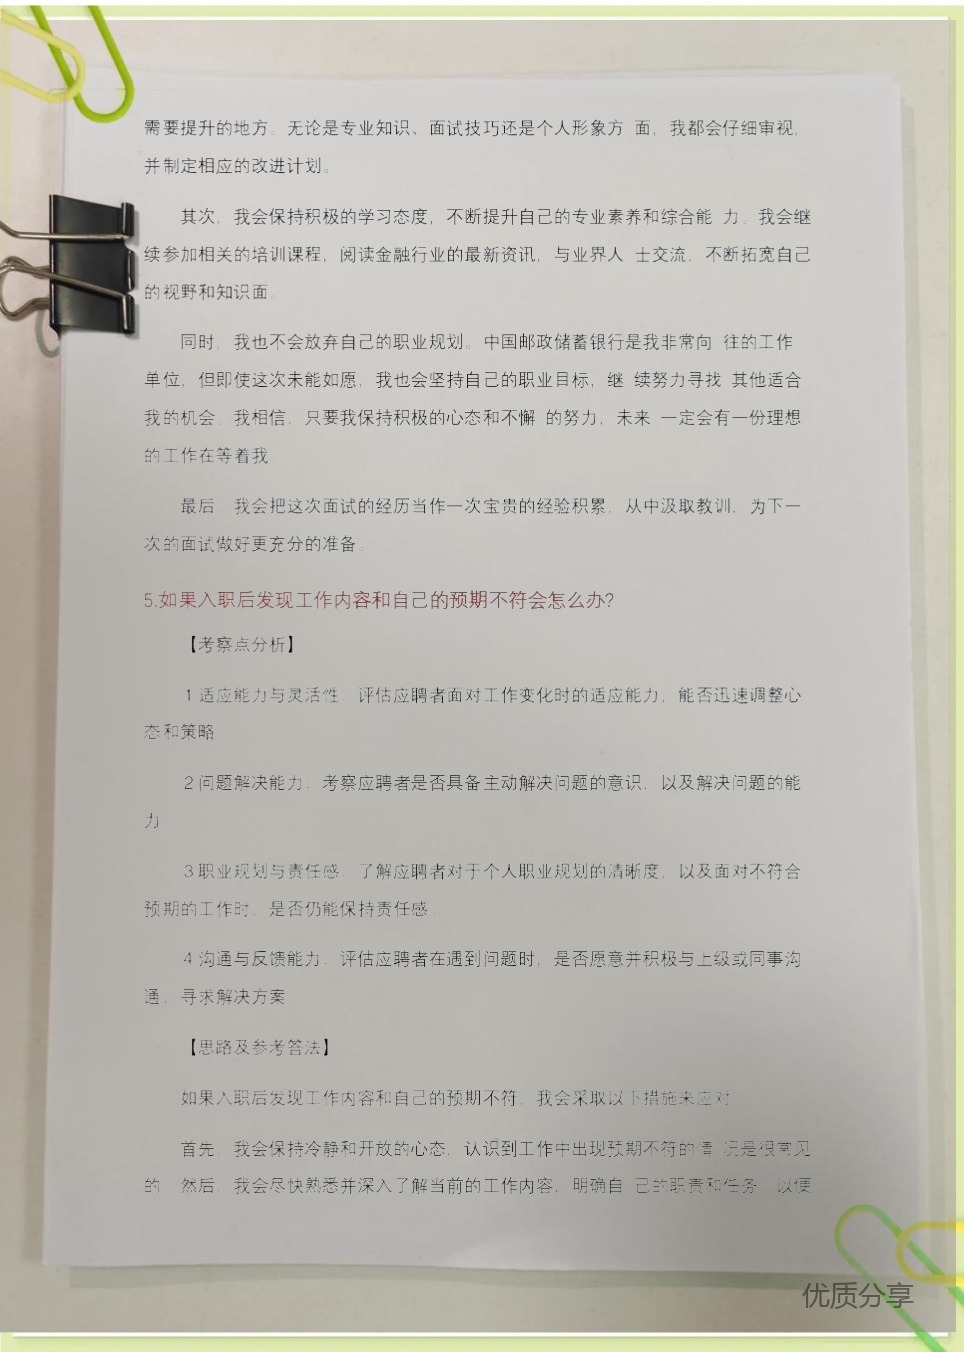 需要提升的地方。无论是专业知识、面试技巧还是个人形象方 面，我都会仔细审视，
并制定相应的改进计划。
其次，我会保持积极的学习态度，不断提升自己的专业素养和综合能 力。我会继
续参加相关的培训课程，阅读金融行业的最新资讯，与业界人 士交流，不断拓宽自己
的视野和知识面。
同时，我也不会放弃自己的职业规划。中国邮政储蓄银行是我非常向 往的工作
单位，但即使这次未能如愿，我也会坚持自己的职业目标，继 续努力寻找 其他适合
我的机会。我相信，只要我保持积极的心态和不懈 的努力，未来 一定会有一份理想
的工作在等着我
最后，我会把这次面试的经历当作一次宝贵的经验积累，从中汲取教训，为下一
次的面试做好更充分的准备。
5.如果入职后发现工作内容和自己的预期不符会怎么办?
【考察点分析】
1 适应能力与灵活性：评估应聘者面对工作变化时的适应能力，能否迅速调整心
态和策略
2 问题解决能力：考察应聘者是否具备主动解决问题的意识，以及解决问题的能
力
3 职业规划与责任感：了解应聘者对于个人职业规划的清晰度，以及面对不符合
预期的工作时，是否仍能保持责任感。
4 沟通与反馈能力：评估应聘者在遇到问题时，是否愿意并积极与上级或同事沟
通，寻求解决方案
【思路及参考答法】
如果入职后发现工作内容和自己的预期不符，我会采取以下措施来应对
首先，我会保持冷静和开放的心态，认识到工作中出现预期不符的情 况是很常见
的 然后，我会尽快熟悉并深入了解当前的工作内容，明确自 己的职责和任务，以便
优质分享